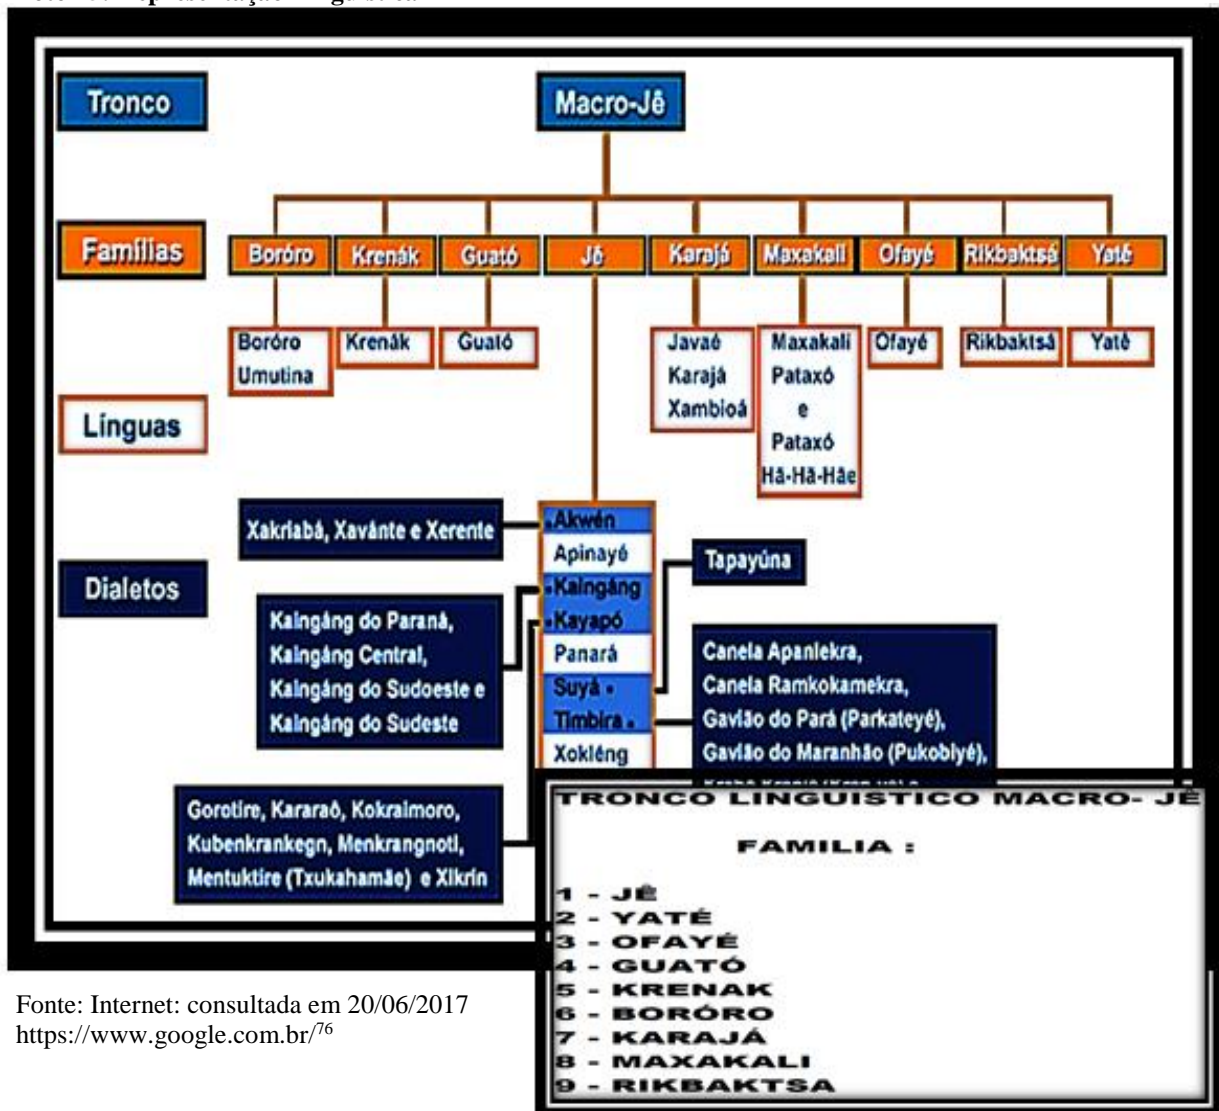 Tronco
Macro-Jê
Famílias
Boróro
Krenák
Guató
Jê
Karajá
Maxakali
Ofayé
Rikbaktsá
Yatê
Boróro
Umutina
Krenák
Guató
Javaé
Karajá
Xambioá
Maxakali
Pataxó
e
Pataxó
Hã-Hã-Hãe
Ofayé
Rikbaktsá
Yatê
Línguas
Dialetos
Xakriabá, Xavánte e Xerente
Akwén
Apinayé
Kaingáng
Kayapó
Panará
Suyá
Timbira
Xokléng
Tapayúna
Kaingáng do Paraná,
Kaingáng Central,
Kaingáng do Sudoeste e
Kaingáng do Sudeste
Canela Apaniekra,
Canela Ramkokamekra,
Gavião do Pará (Parkateyé),
Gavião do Maranhão (Pukobiyé),
Gorotire, Kararaô, Kokraimoro,
Kubenkrankegn, Menkrangnoti,
Mentuktire (Txukahamãe) e Xikrin
TRONCO LINGUISTICO MACRO- JÊ
FAMILIA :
1 - JÊ
2 - YATÉ
3 - OFAYÉ
4 - GUATÓ
5 - KRENAK
6 - BORÓRO
7 - KARAJÁ
8 - MAXAKALI
9 - RIKBAKTSA
Fonte: Internet: consultada em 20/06/2017
https://www.google.com.br/76